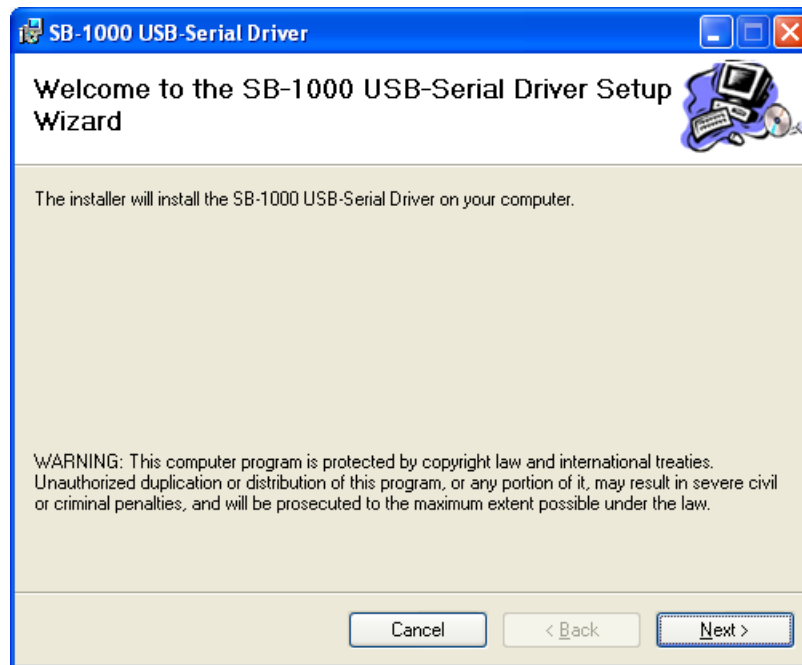 SB-1000 USB-Serial Driver
Welcome to the SB-1000 USB-Serial Driver Setup
Wizard
The installer will install the SB-1000 USB-Serial Driver on your computer.
WARNING: This computer program is protected by copyright law and international treaties.
Unauthorized duplication or distribution of this program, or any portion of it, may result in severe civil
or criminal penalties, and will be prosecuted to the maximum extent possible under the law.
Cancel
< Back
Next >